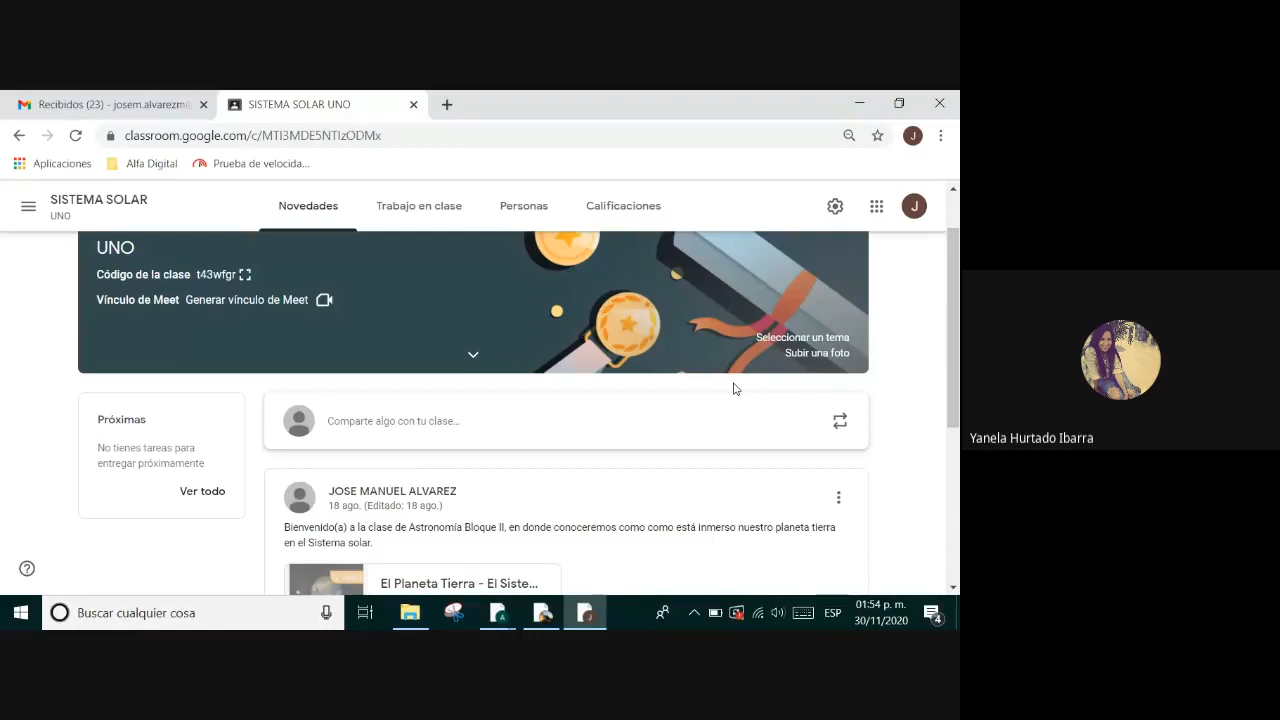 Recibidos (23) - josem.alvarezm@
SISTEMA SOLAR UNO
classroom.google.com/c/MTI3MDE5NTIzODMx
Aplicaciones
Alfa Digital
Prueba de velocida...
SISTEMA SOLAR
UNO
Novedades
Trabajo en clase
Personas
Calificaciones
J
J
UNO
Código de la clase t43wfgr
Vínculo de Meet Generar vínculo de Meet
Seleccionar un tema
Subir una foto
Próximas
No tienes tareas para
entregar próximamente
Ver todo
Comparte algo con tu clase...
JOSE MANUEL ALVAREZ
18 ago. (Editado: 18 ago.)
Bienvenido(a) a la clase de Astronomía Bloque II, en donde conoceremos como como está inmerso nuestro planeta tierra
en el Sistema solar.
El Planeta Tierra - El Siste...
Yanela Hurtado Ibarra
Buscar cualquier cosa
ESP
01:54 p. m.
30/11/2020
4